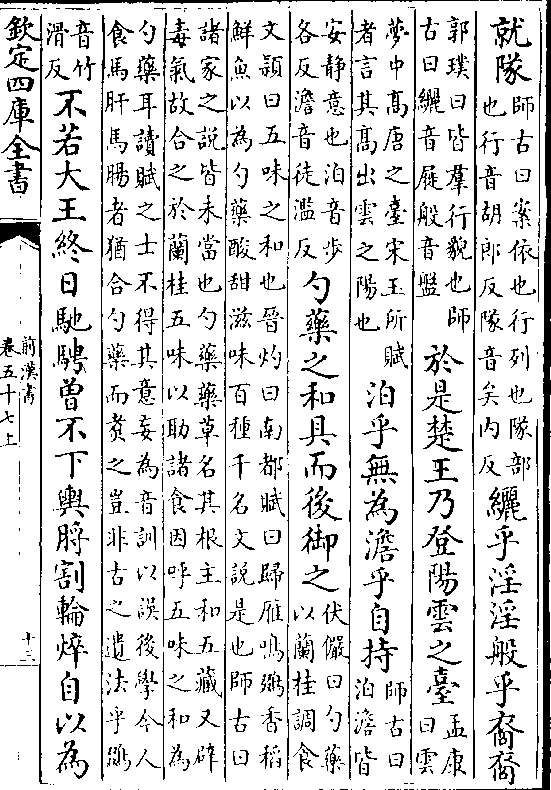 就隊
師古曰案依也行列也隊部
也行音胡郎反隊音矣内反
纚乎淫淫般乎裔裔
郭璞曰皆羣行貌也師
古曰纚音屣般音盤
於是楚王乃登陽雲之臺
孟康
曰雲
夢中髙唐之臺宋玉所賦
者言其髙出雲之陽也
泊乎無為澹乎自持
師古曰
泊澹皆
安静意也泊音步
各反澹音徒濫反
勺藥之和具而後御之
伏儼曰勺藥
以蘭桂調食
文穎曰五味之和也晉灼曰南都賦曰歸雁鳴鵽香稻
鮮魚以為勺藥酸甜滋味百種千名文說是也師古曰
諸家之說皆未當也勺藥藥草名其根主和五藏又辟
毒氣故合之於蘭桂五味以助諸食因呼五味之和為
勺藥耳讀賦之士不得其意妄為音訓以誤後學今人
食馬肝馬腸者猶合勺藥而煑之豈非古之遺法乎鵽
音竹
滑反
不若大王終日馳騁曾不下輿脟割輪焠自以為
欽定四庫全書
前漢書
卷五十七上
十三